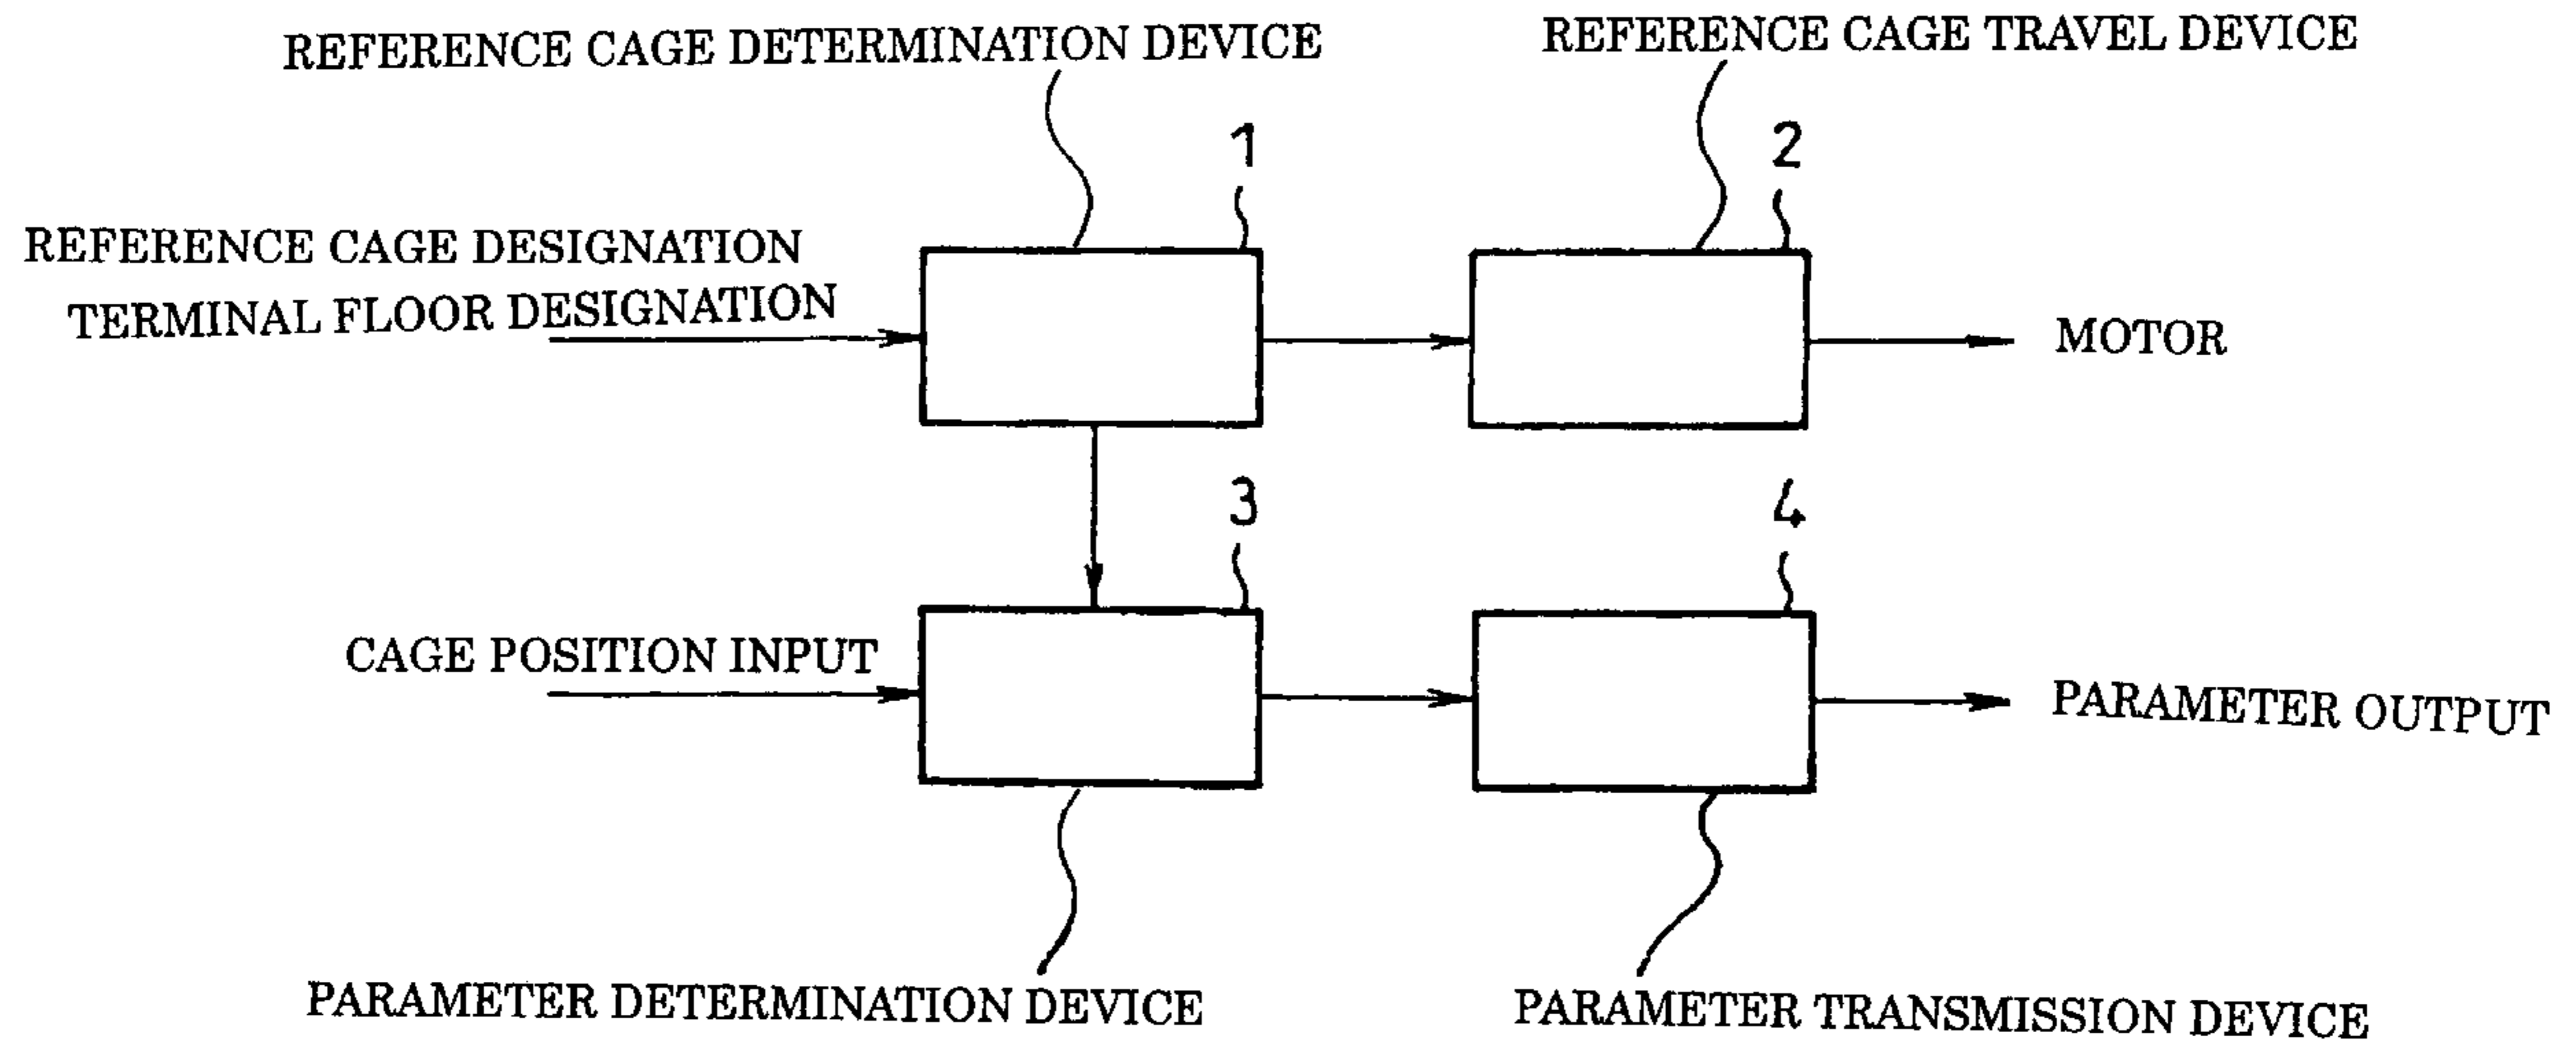 REFERENCE CAGE DETERMINATION DEVICE
REFERENCE CAGE TRAVEL DEVICE
1
2
REFERENCE CAGE DESIGNATION
TERMINAL FLOOR DESIGNATION
MOTOR
3
4
CAGE POSITION INPUT
PARAMETER OUTPUT
PARAMETER DETERMINATION DEVICE
PARAMETER TRANSMISSION DEVICE